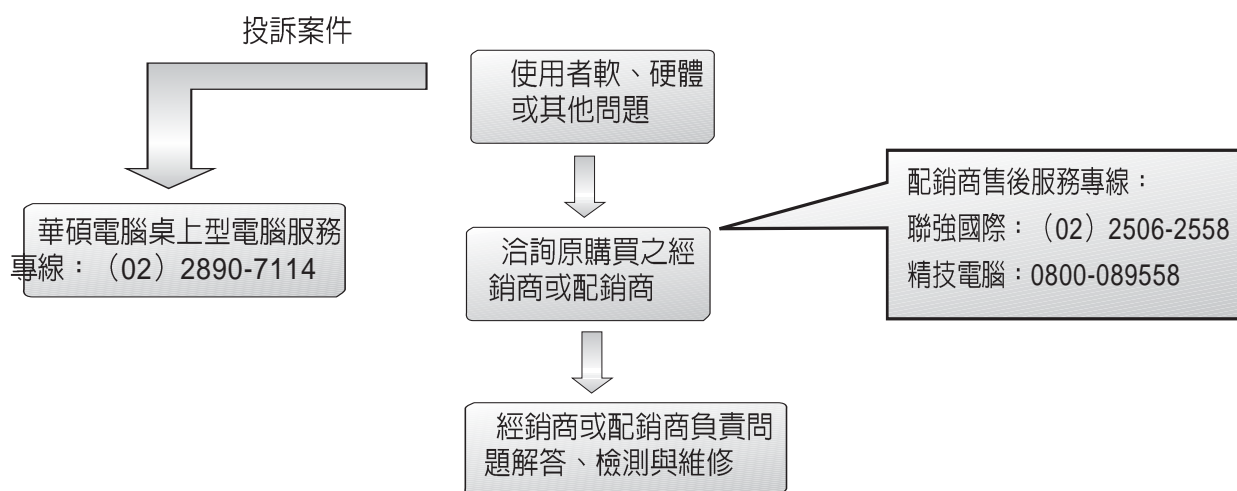 投訴案件
使用者軟、硬體
或其他問題
華碩電腦桌上型電腦服務
專線：（02）2890-7114
洽詢原購買之經
銷商或配銷商
配銷商售後服務專線：
聯強國際：（02）2506-2558
精技電腦：0800-089558
經銷商或配銷商負責問
題解答、檢測與維修